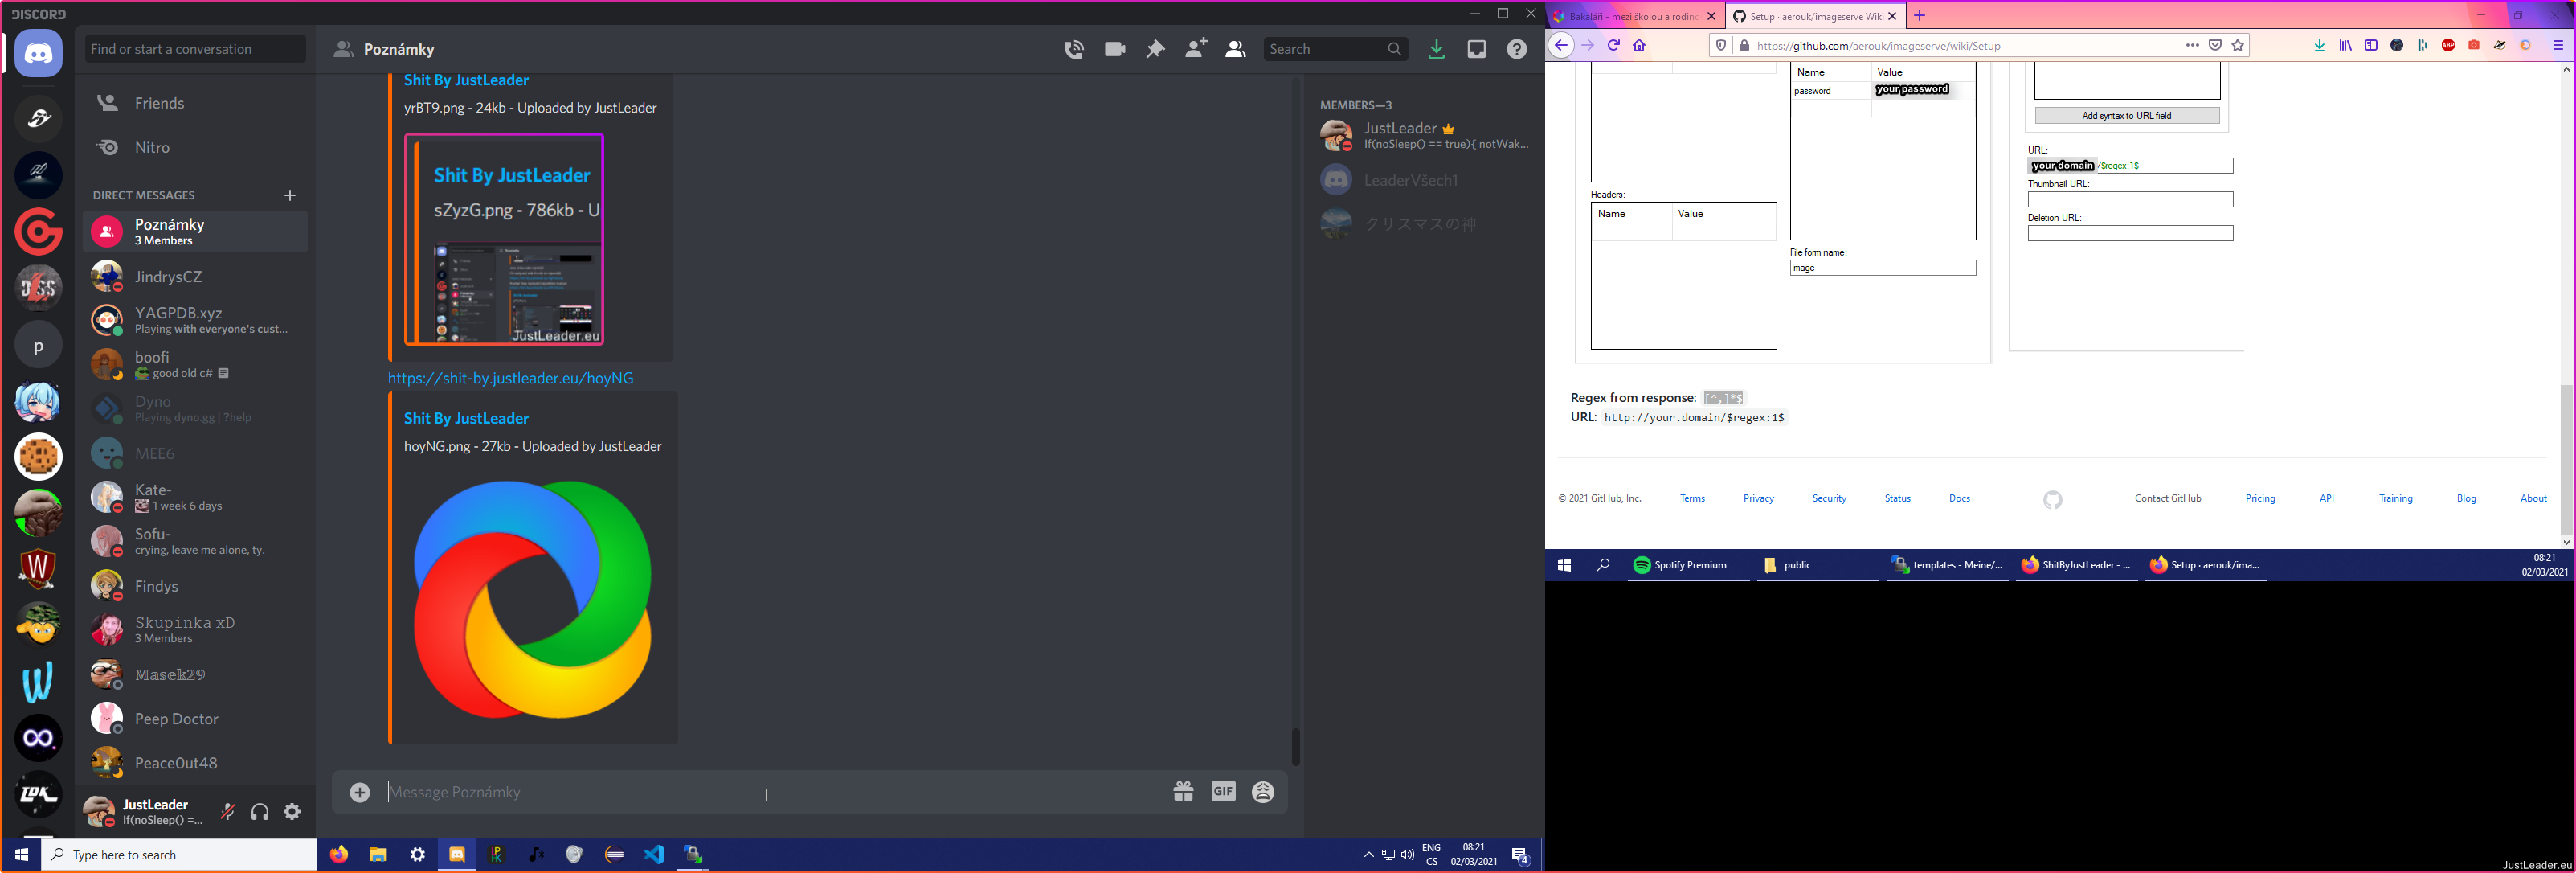 DISCORD
Find or start a conversation
Friends
Nitro
DIRECT MESSAGES
Poznámky
3 Members
JindrysCZ
YAGPDB.xyz
Playing with everyone's cust...
boofi
good old c#
Dyno
Playing dyno.gg | ?help
MEE6
Kate-
1 week 6 days
Sofu-
crying, leave me alone, ty.
Findys
Skupinka xD
3 Members
Masek29
Peep Doctor
Peace0ut48
JustLeader
If(noSleep() =...
p
Poznámky
Search
Shit By JustLeader
yrBT9.png - 24kb - Uploaded by JustLeader
Shit By JustLeader
sZyzG.png - 786kb - U
JustLeader.eu
https://shit-by.justleader.eu/hoyNG
Shit By JustLeader
hoyNG.png - 27kb - Uploaded by JustLeader
Message Poznámky
GIF
MEMBERS—3
JustLeader
If(noSleep() == true){ notWak...
LeaderVšech1
クリスマスの神
Type here to search
ENG
CS
08:21
02/03/2021
4
Bakaláři - mezi školou a rodino
Setup · aerouk/imageserve Wiki
https://github.com/aerouk/imageserve/wiki/Setup
ABP
Name Value
password your password
Add syntax to URL field
URL:
your domain /$regex:1$
Thumbnail URL:
Deletion URL:
Headers:
Name Value
File form name:
image
Regex from response: [^,]*$
URL: http://your.domain/$regex:1$
© 2021 GitHub, Inc. Terms Privacy Security Status Docs Contact GitHub Pricing API Training Blog About
Spotify Premium
public
templates - Meine/...
ShitByJustLeader - ...
Setup · aerouk/ima...
08:21
02/03/2021
JustLeader.eu